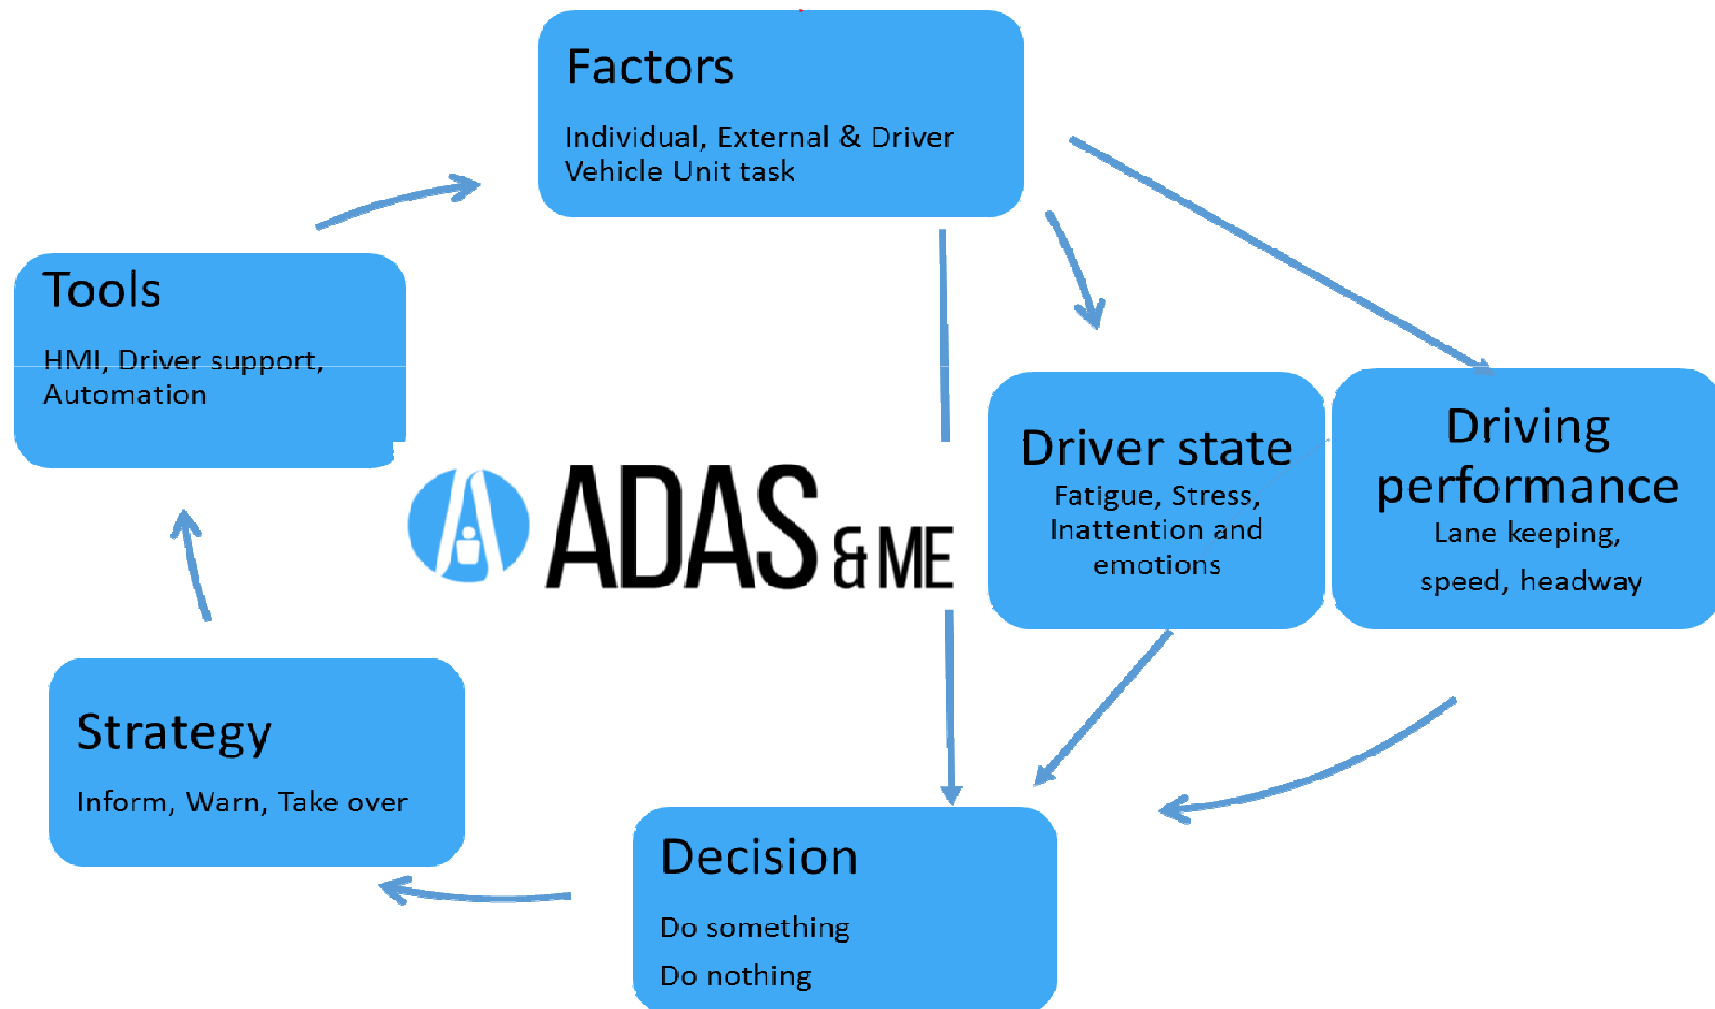 Factors
Individual, External & Driver
Vehicle Unit task
Tools
HMI, Driver support,
Automation
ADAS & ME
Driver state
Fatigue, Stress,
Inattention and
emotions
Driving
performance
Lane keeping,
speed, headway
Strategy
Inform, Warn, Take over
Decision
Do something
Do nothing